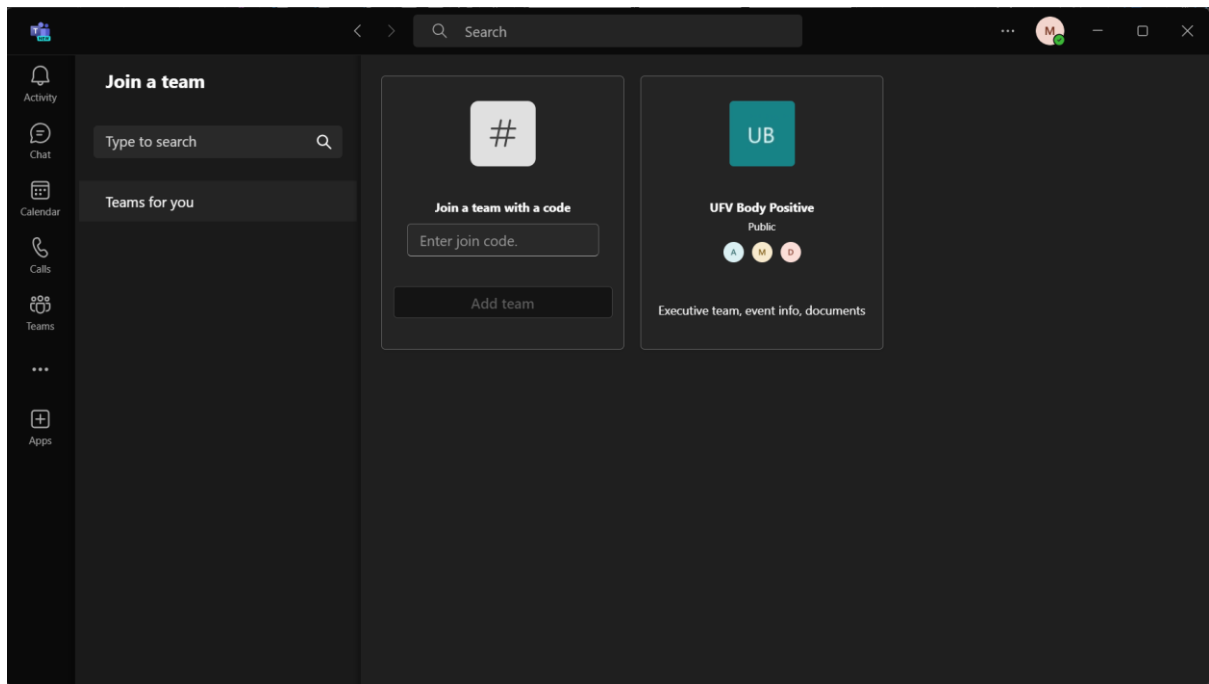 Search
M
Activity
Chat
Calendar
Calls
Teams
Apps
Join a team
Type to search
Teams for you
#
Join a team with a code
Enter join code.
Add team
UB
UFV Body Positive
Public
A M D
Executive team, event info, documents